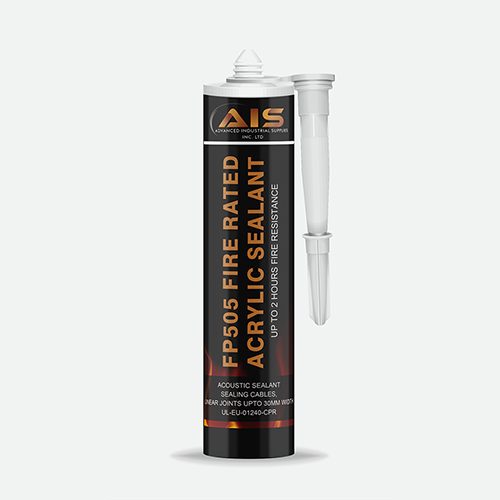 AIS
ADVANCED INDUSTRIAL SUPPLIES
INC. LTD
FP505 FIRE RATED
ACRYLIC SEALANT
UP TO 2 HOURS FIRE RESISTANCE
ACOUSTIC SEALANT
SEALING CABLES,
JOINTS UPTO 30MM WIDTH
UL-EU-01240-CPR